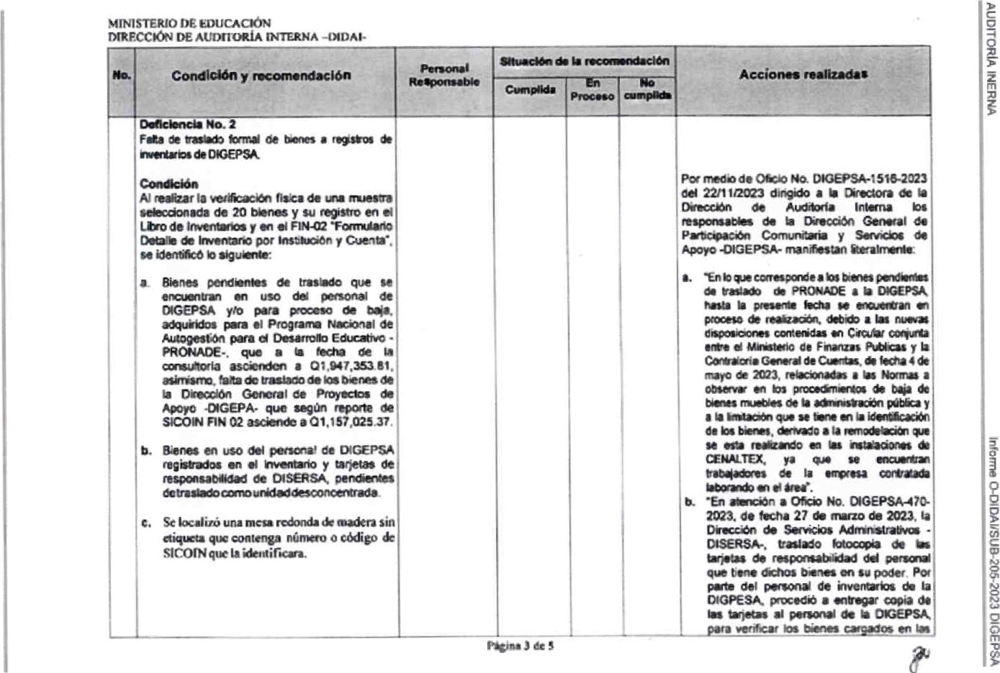 MINISTERIO DE EDUCACIÓN
DIRECCIÓN DE AUDITORÍA INTERNA –DIDAI-
No.
Condición y recomendación
Personal
Responsable
Situación de la recomendación
Cumplida
En
Proceso
No
cumplida
Acciones realizadas
Deficiencia No. 2
Falta de traslado formal de bienes a registros de
inventarios de DIGEPSA.
Condición
Al realizar la verificación física de una muestra
seleccionada de 20 bienes y su registro en el
Libro de Inventarios y en el FIN-02 "Formulario
Detalle de Inventario por Institución y Cuenta",
se identificó lo siguiente:
a. Bienes pendientes de traslado que se
encuentran en uso del personal de
DIGEPSA y/o para proceso de baja,
adquiridos para el Programa Nacional de
Autogestión para el Desarrollo Educativo -
PRONADE-, que a la fecha de la
consultoría ascienden a Q1,947,353.81,
asimismo, falta de traslado de los bienes de
la Dirección General de Proyectos de
Apoyo -DIGEPA- que según reporte de
SICOIN FIN 02 asciende a Q1,157,025.37.
b. Bienes en uso del personal de DIGEPSA
registrados en el Inventario y tarjetas de
responsabilidad de DISERSA, pendientes
de traslado como unidad desconcentrada.
c. Se localizó una mesa redonda de madera sin
etiqueta que contenga número o código de
SICOIN que la identificara.
Por medio de Oficio No. DIGEPSA-1516-2023
del 22/11/2023 dirigido a la Directora de la
Dirección de Auditoría Interna los
responsables de la Dirección General de
Participación Comunitaria y Servicios de
Apoyo -DIGEPSA- manifiestan literalmente:
a. "En lo que corresponde a los bienes pendientes
de traslado de PRONADE a la DIGEPSA,
hasta la presente fecha se encuentran en
proceso de realización, debido a las nuevas
disposiciones contenidas en Circular conjunta
entre el Ministerio de Finanzas Publicas y la
Contraloria General de Cuentas, de fecha 4 de
mayo de 2023, relacionadas a las Normas a
observar en los procedimientos de baja de
bienes muebles de la administración pública y
a la limitación que se tiene en la identificación
de los bienes, derivado a la remodelación que
se esta realizando en las instalaciones de
CENALTEX, ya que se encuentran
trabajadores de la empresa contratada
laborando en el área".
b. "En atención a Oficio No. DIGEPSA-470-
2023, de fecha 27 de marzo de 2023, la
Dirección de Servicios Administrativos -
DISERSA-, traslado fotocopia de las
tarjetas de responsabilidad del personal
que tiene dichos bienes en su poder. Por
parte del personal de inventarios de la
DIGPESA, procedió a entregar copia de
las tarjetas al personal de la DIGEPSA,
para verificar los bienes cargados en las
Página 3 de 5
AUDITORÍA INERNA
Informe O-DIDAI/SUB-205-2023 DIGEPSA